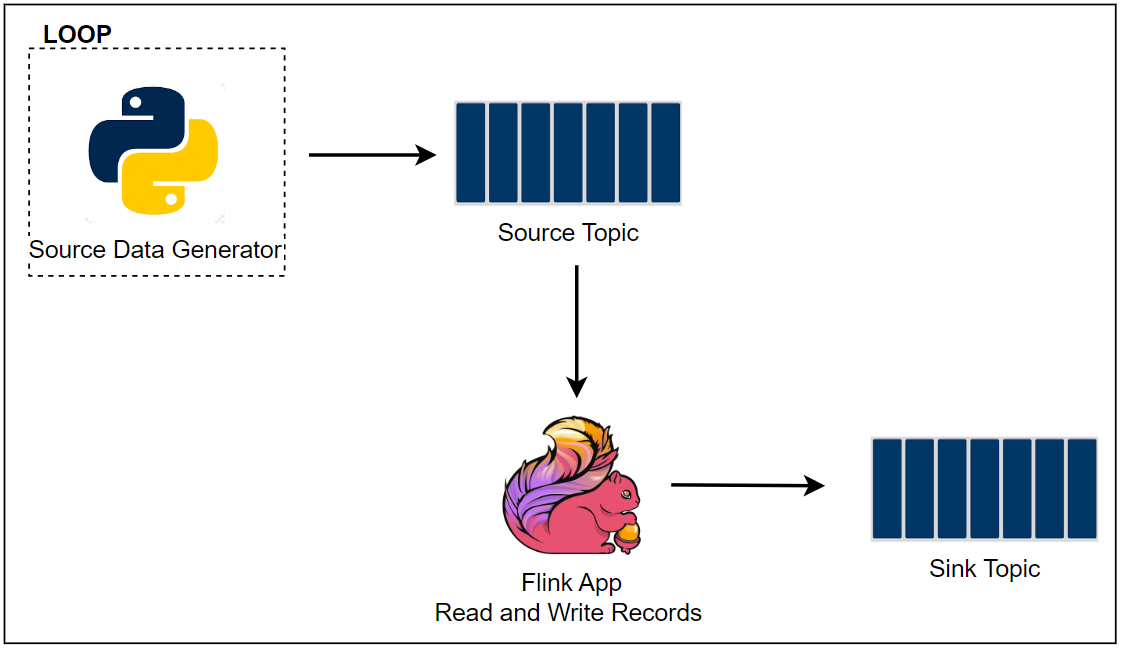 LOOP
Source Data Generator
Source Topic
Flink App
Read and Write Records
Sink Topic